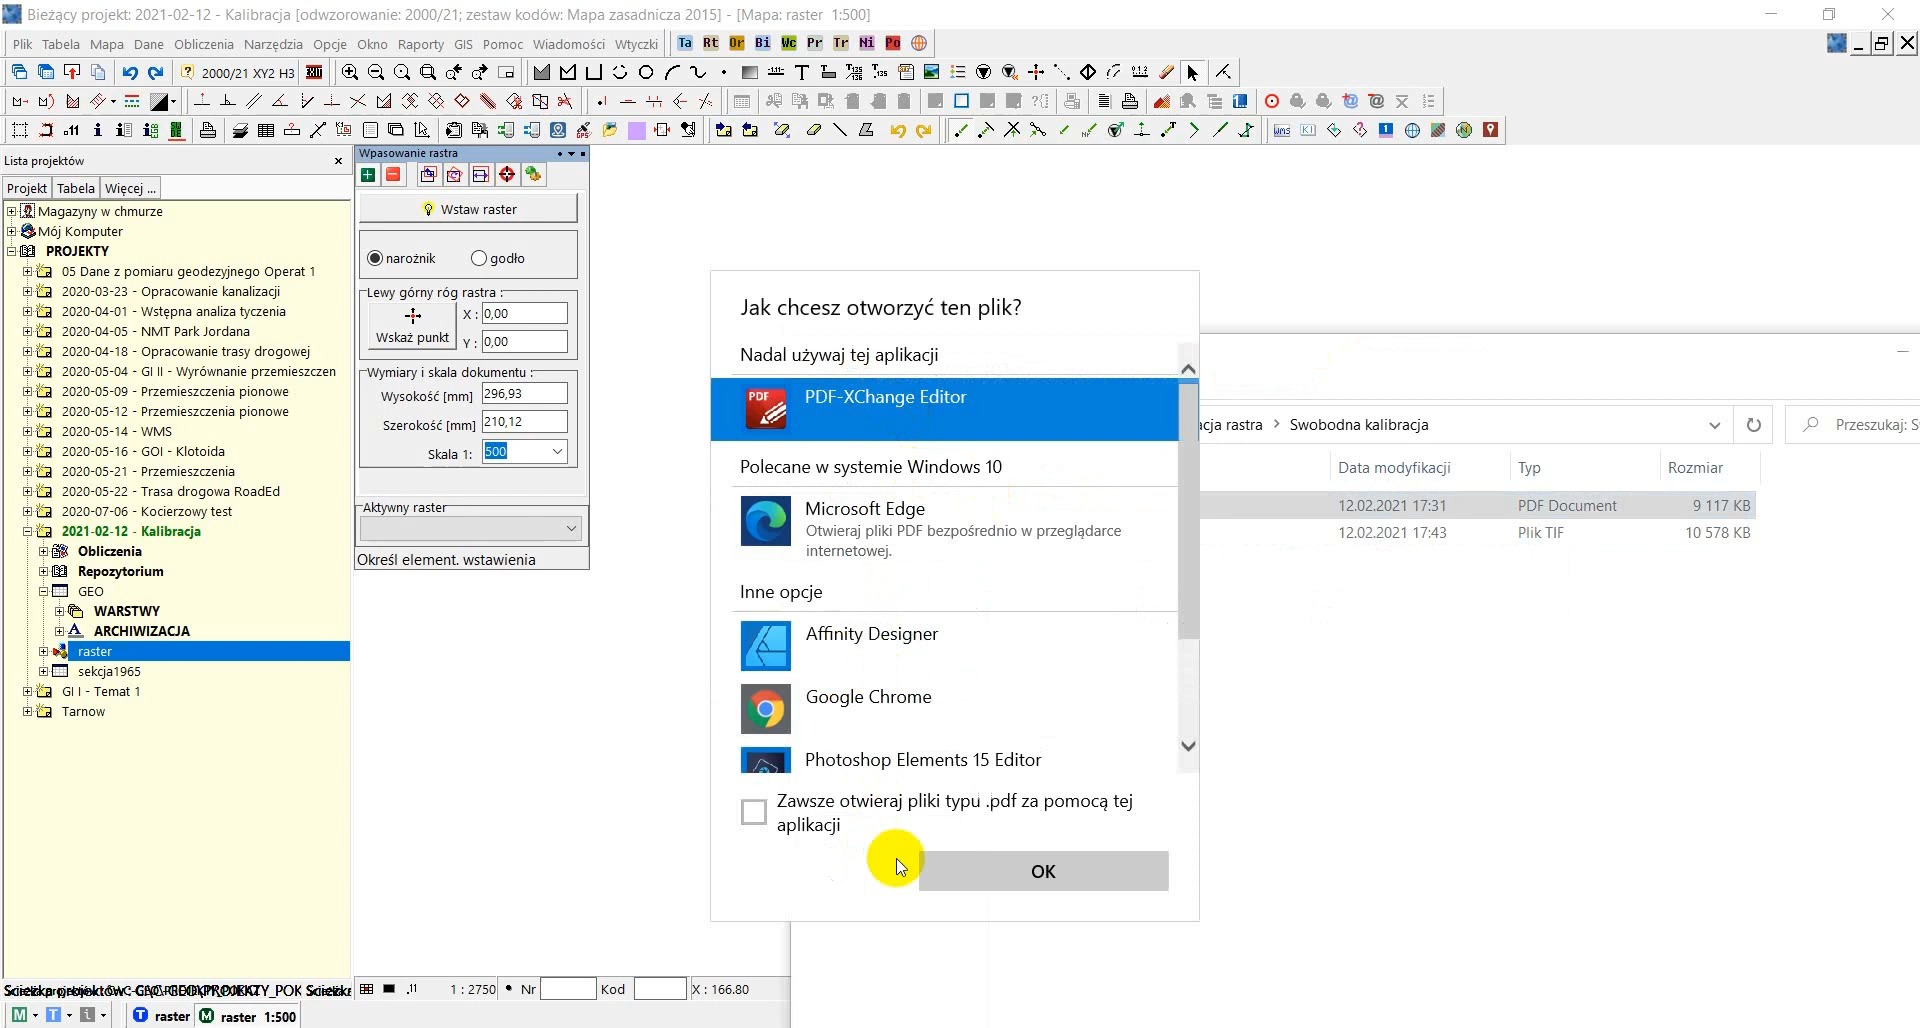 Bieżący projekt: 2021-02-12 - Kalibracja [odwzorowanie: 2000/21; zestaw kodów: Mapa zasadnicza 2015] - [Mapa: raster 1:500]
Plik Tabela Mapa Dane Obliczenia Narzędzia Opcje Okno Raporty GIS Pomoc Wiadomości Wtyczki Ta Rt Or Bi Wc Pr Tr Ni Po
2000/21 XY2 H3
Lista projektów
Projekt Tabela Więcej ...
Magazyny w chmurze
Mój Komputer
PROJEKTY
05 Dane z pomiaru geodezyjnego Operat 1
2020-03-23 - Opracowanie kanalizacji
2020-04-01 - Wstępna analiza tyczenia
2020-04-05 - NMT Park Jordana
2020-04-18 - Opracowanie trasy drogowej
2020-05-04 - GI II - Wyrównanie przemieszczen
2020-05-09 - Przemieszczenia pionowe
2020-05-12 - Przemieszczenia pionowe
2020-05-14 - WMS
2020-05-16 - GOI - Klotoida
2020-05-21 - Przemieszczenia
2020-05-22 - Trasa drogowa RoadEd
2020-07-06 - Kocierzowy test
2021-02-12 - Kalibracja
Obliczenia
Repozytorium
GEO
WARSTWY
ARCHIWIZACJA
raster
sekcja1965
GI I - Temat 1
Tarnow
Wpasowanie rastra
Wstaw raster
narożnik godło
Lewy górny róg rastra :
Wskaż punkt
X : 0,00
Y : 0,00
Wymiary i skala dokumentu :
Wysokość [mm] 296,93
Szerokość [mm] 210,12
Skala 1: 500
Aktywny raster
Określ element. wstawienia
Jak chcesz otworzyć ten plik?
Nadal używaj tej aplikacji
PDF-XChange Editor
Polecane w systemie Windows 10
Microsoft Edge
Otwieraj pliki PDF bezpośrednio w przeglądarce
internetowej.
Inne opcje
Affinity Designer
Google Chrome
Photoshop Elements 15 Editor
Zawsze otwieraj pliki typu .pdf za pomocą tej
aplikacji
OK
cja rastra > Swobodna kalibracja
Przeszukaj: S
Data modyfikacji Typ Rozmiar
12.02.2021 17:31 PDF Document 9 117 KB
12.02.2021 17:43 Plik TIF 10 578 KB
1 : 2750 Nr Kod X : 166.80
M T i T raster M raster 1:500